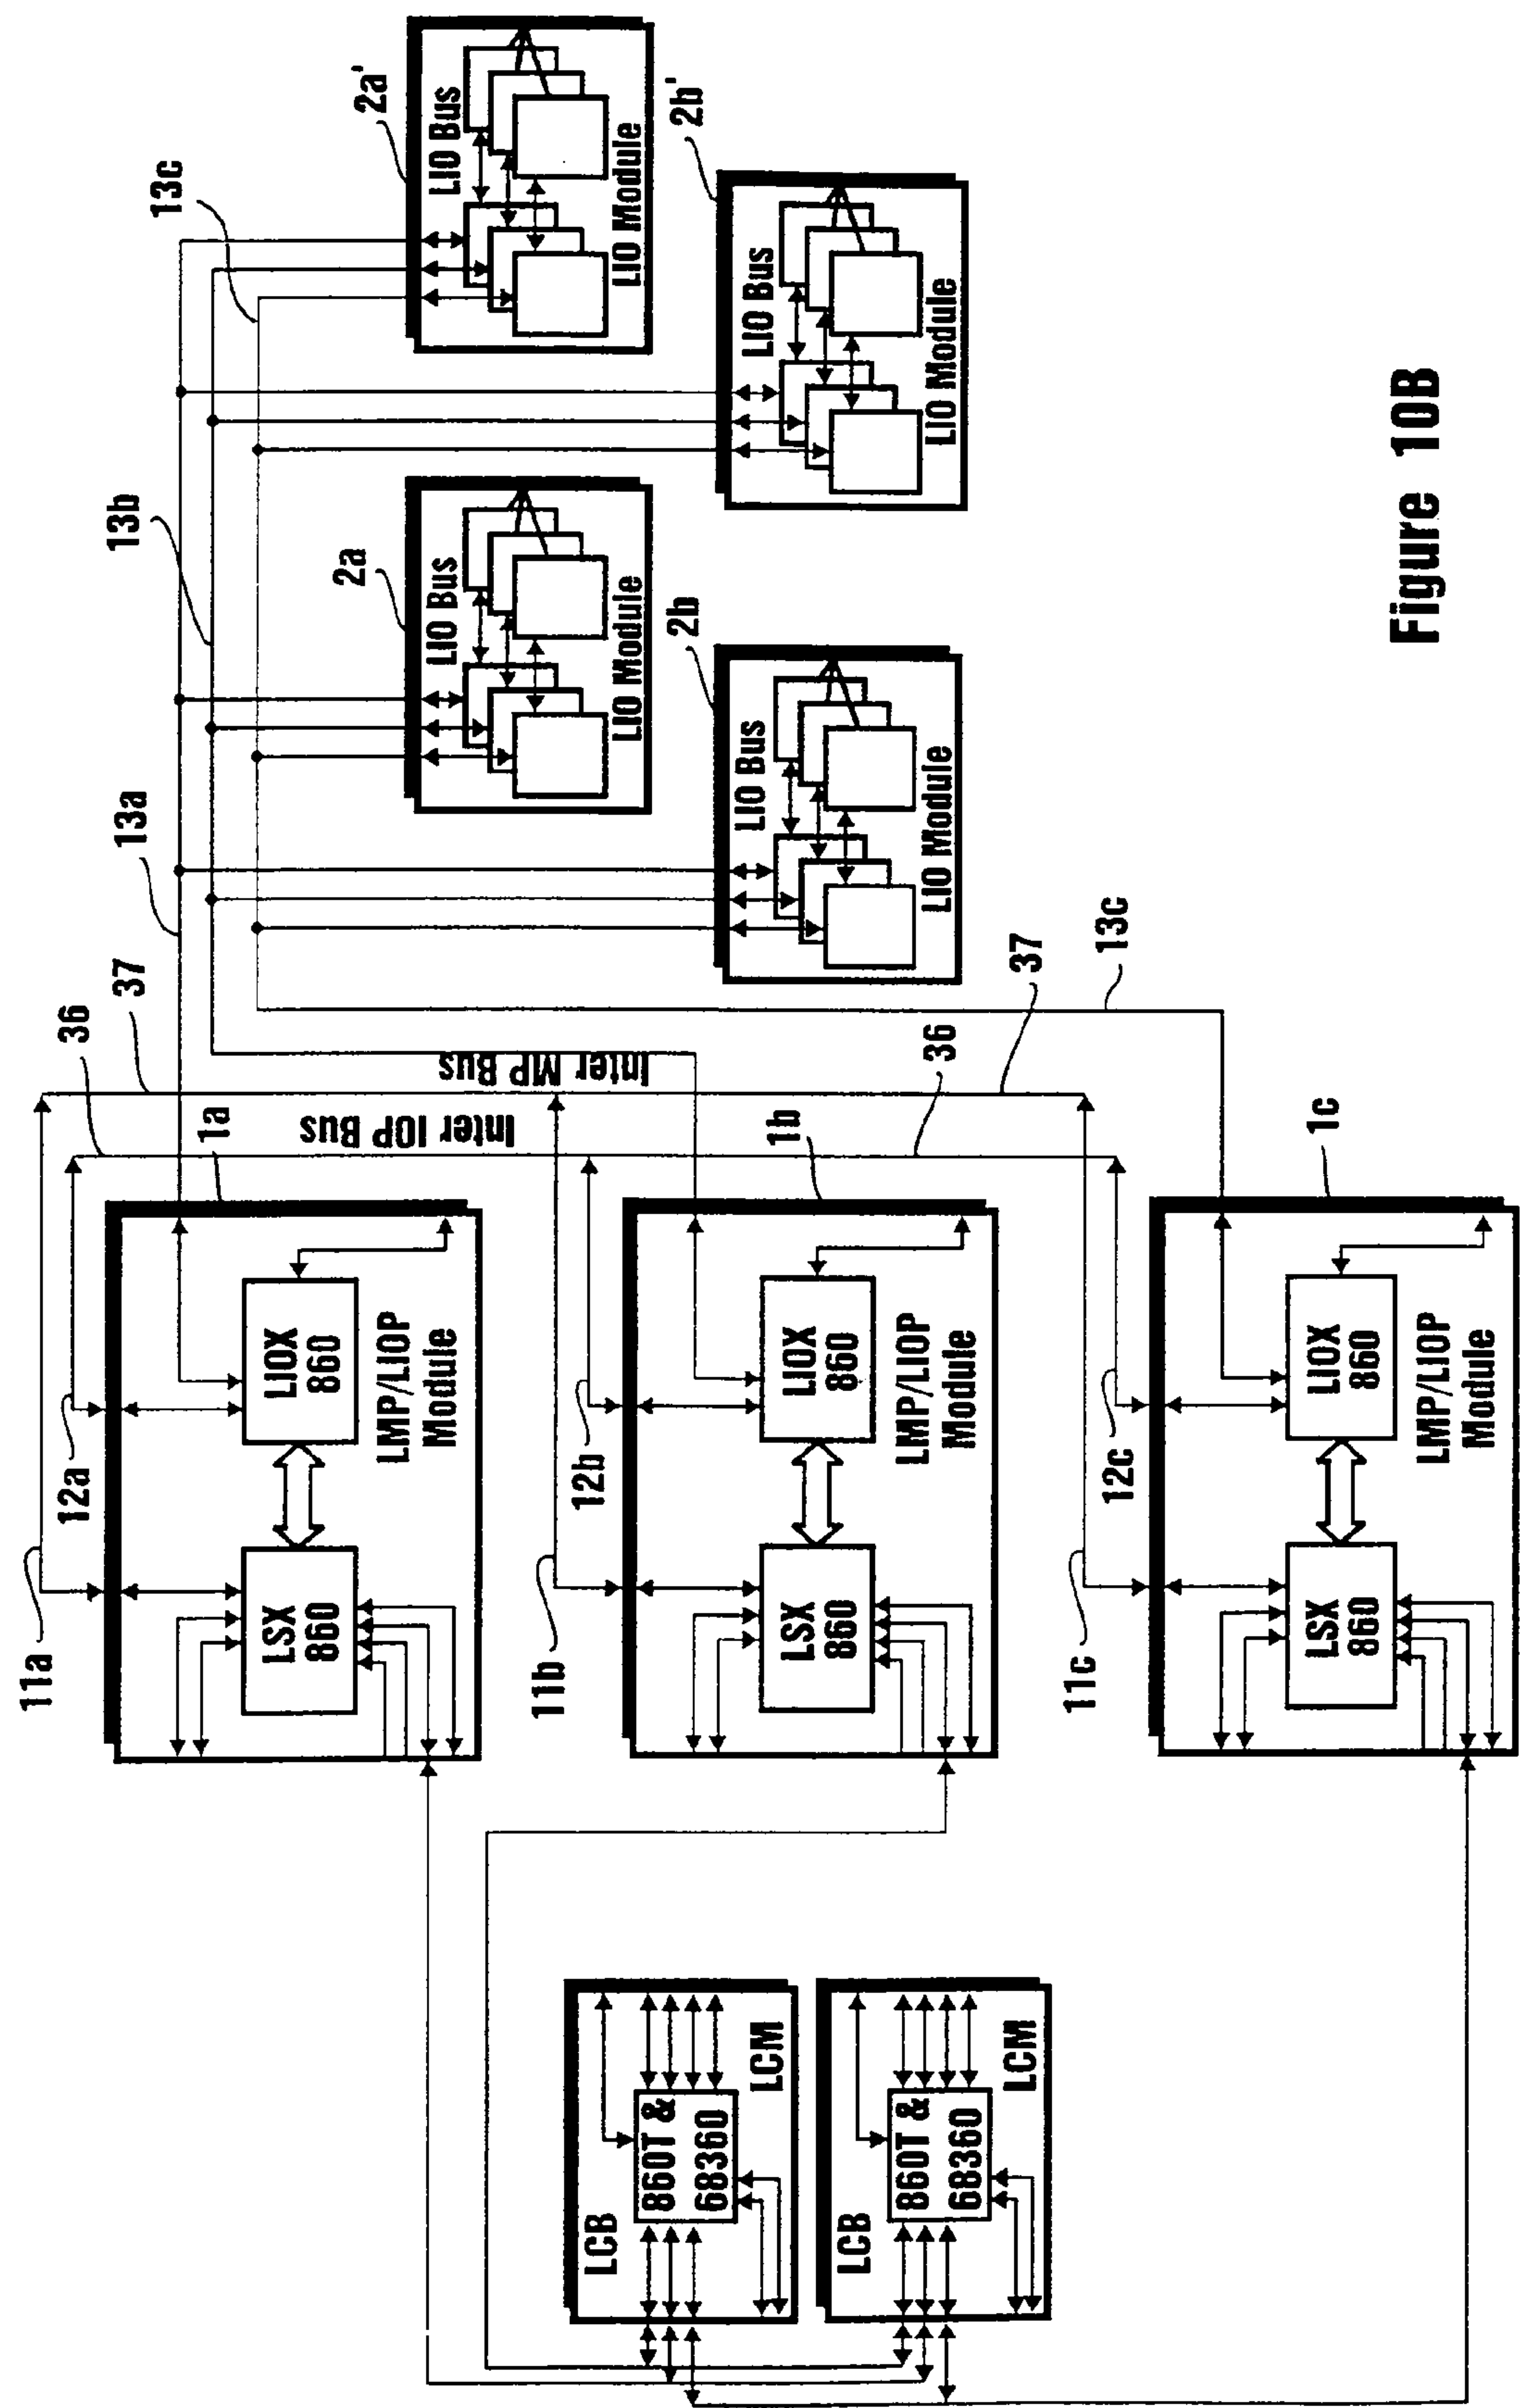 11a
12a
36
37
13a
13b
13c
LSX
860
LIOX
860
LMP/LIOP
Module
1a
Inter IOP Bus
Inter MP Bus
2a
LIO Bus
LIO Module
2a'
LIO Bus
LIO Module
LCB
860T &
68360
LCM
11b
12b
LSX
860
LIOX
860
LMP/LIOP
Module
1b
36
37
2b
LIO Bus
LIO Module
2b'
LIO Bus
LIO Module
LCB
860T &
68360
LCM
11c
12c
LSX
860
LIOX
860
LMP/LIOP
Module
1c
13c
Figure 10B